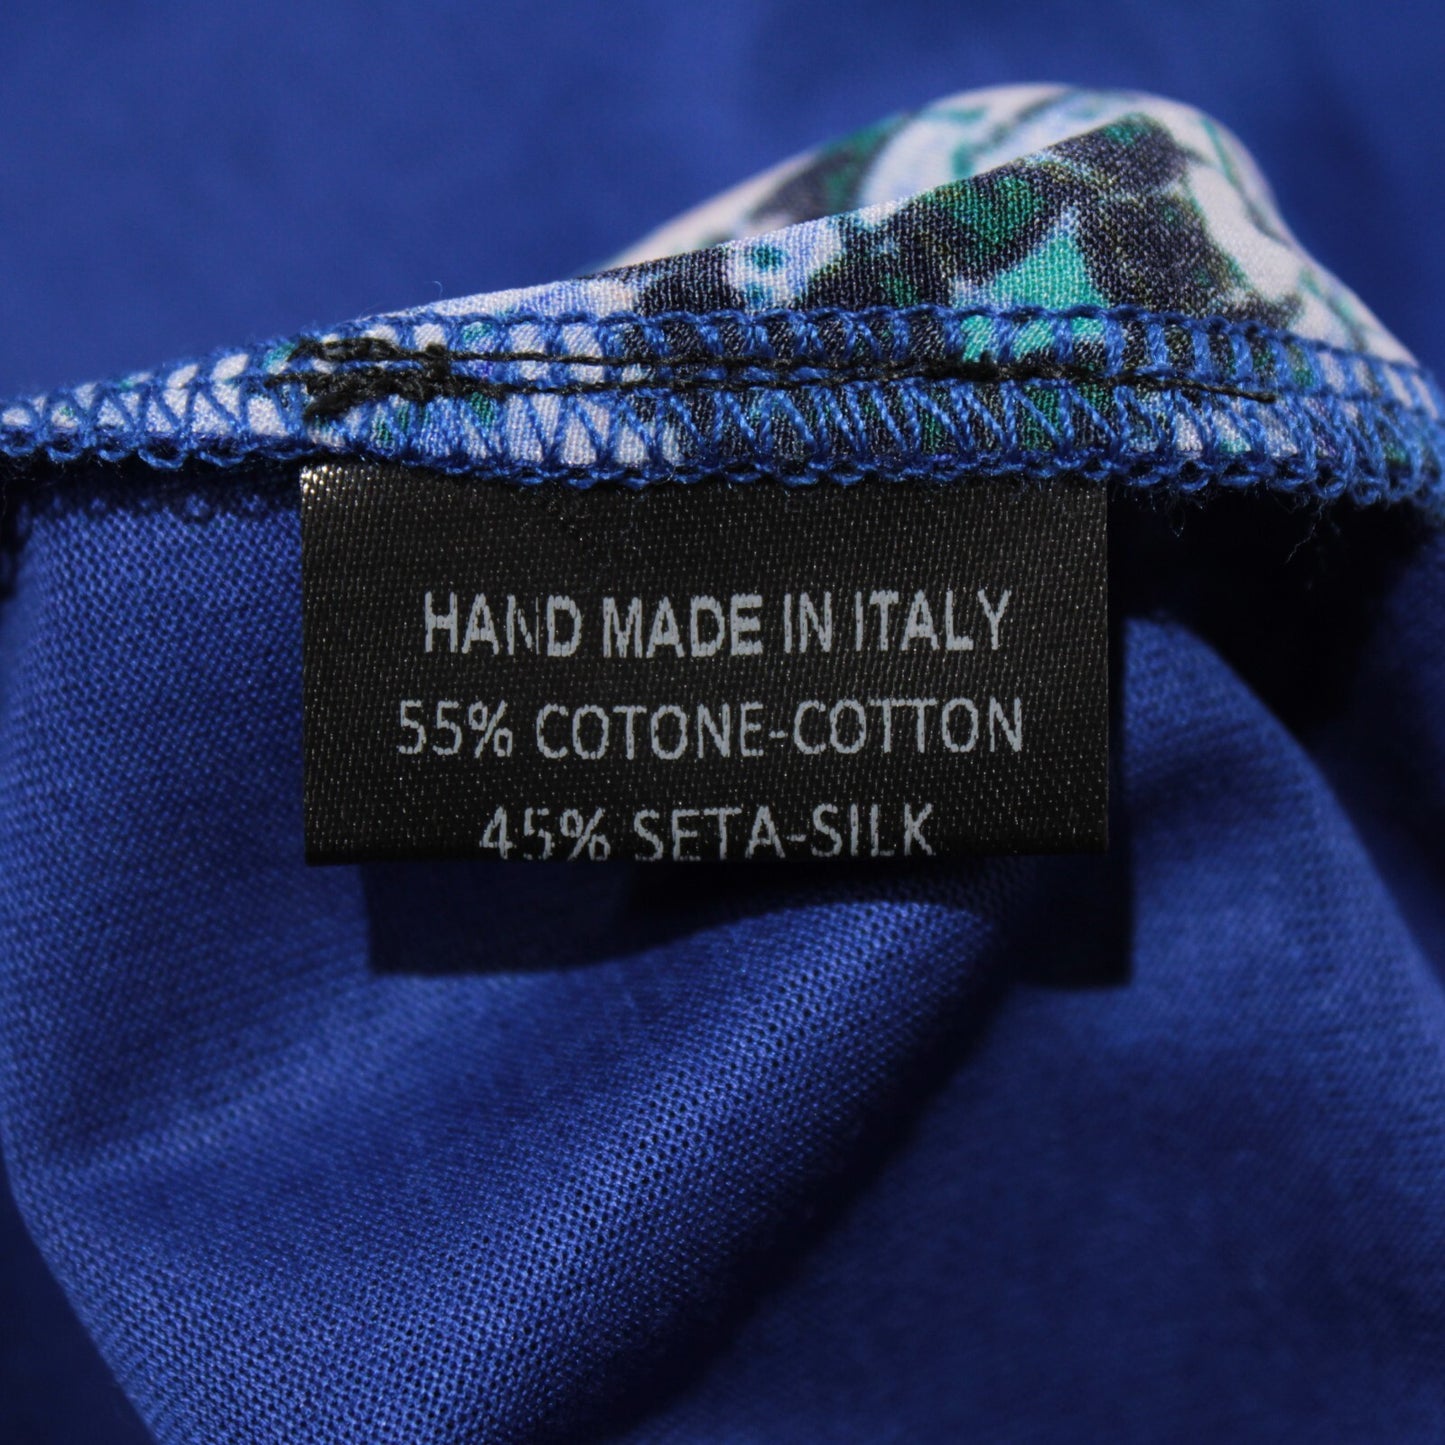 HAND MADE IN ITALY
55% COTONE-COTTON
45% SETA-SILK